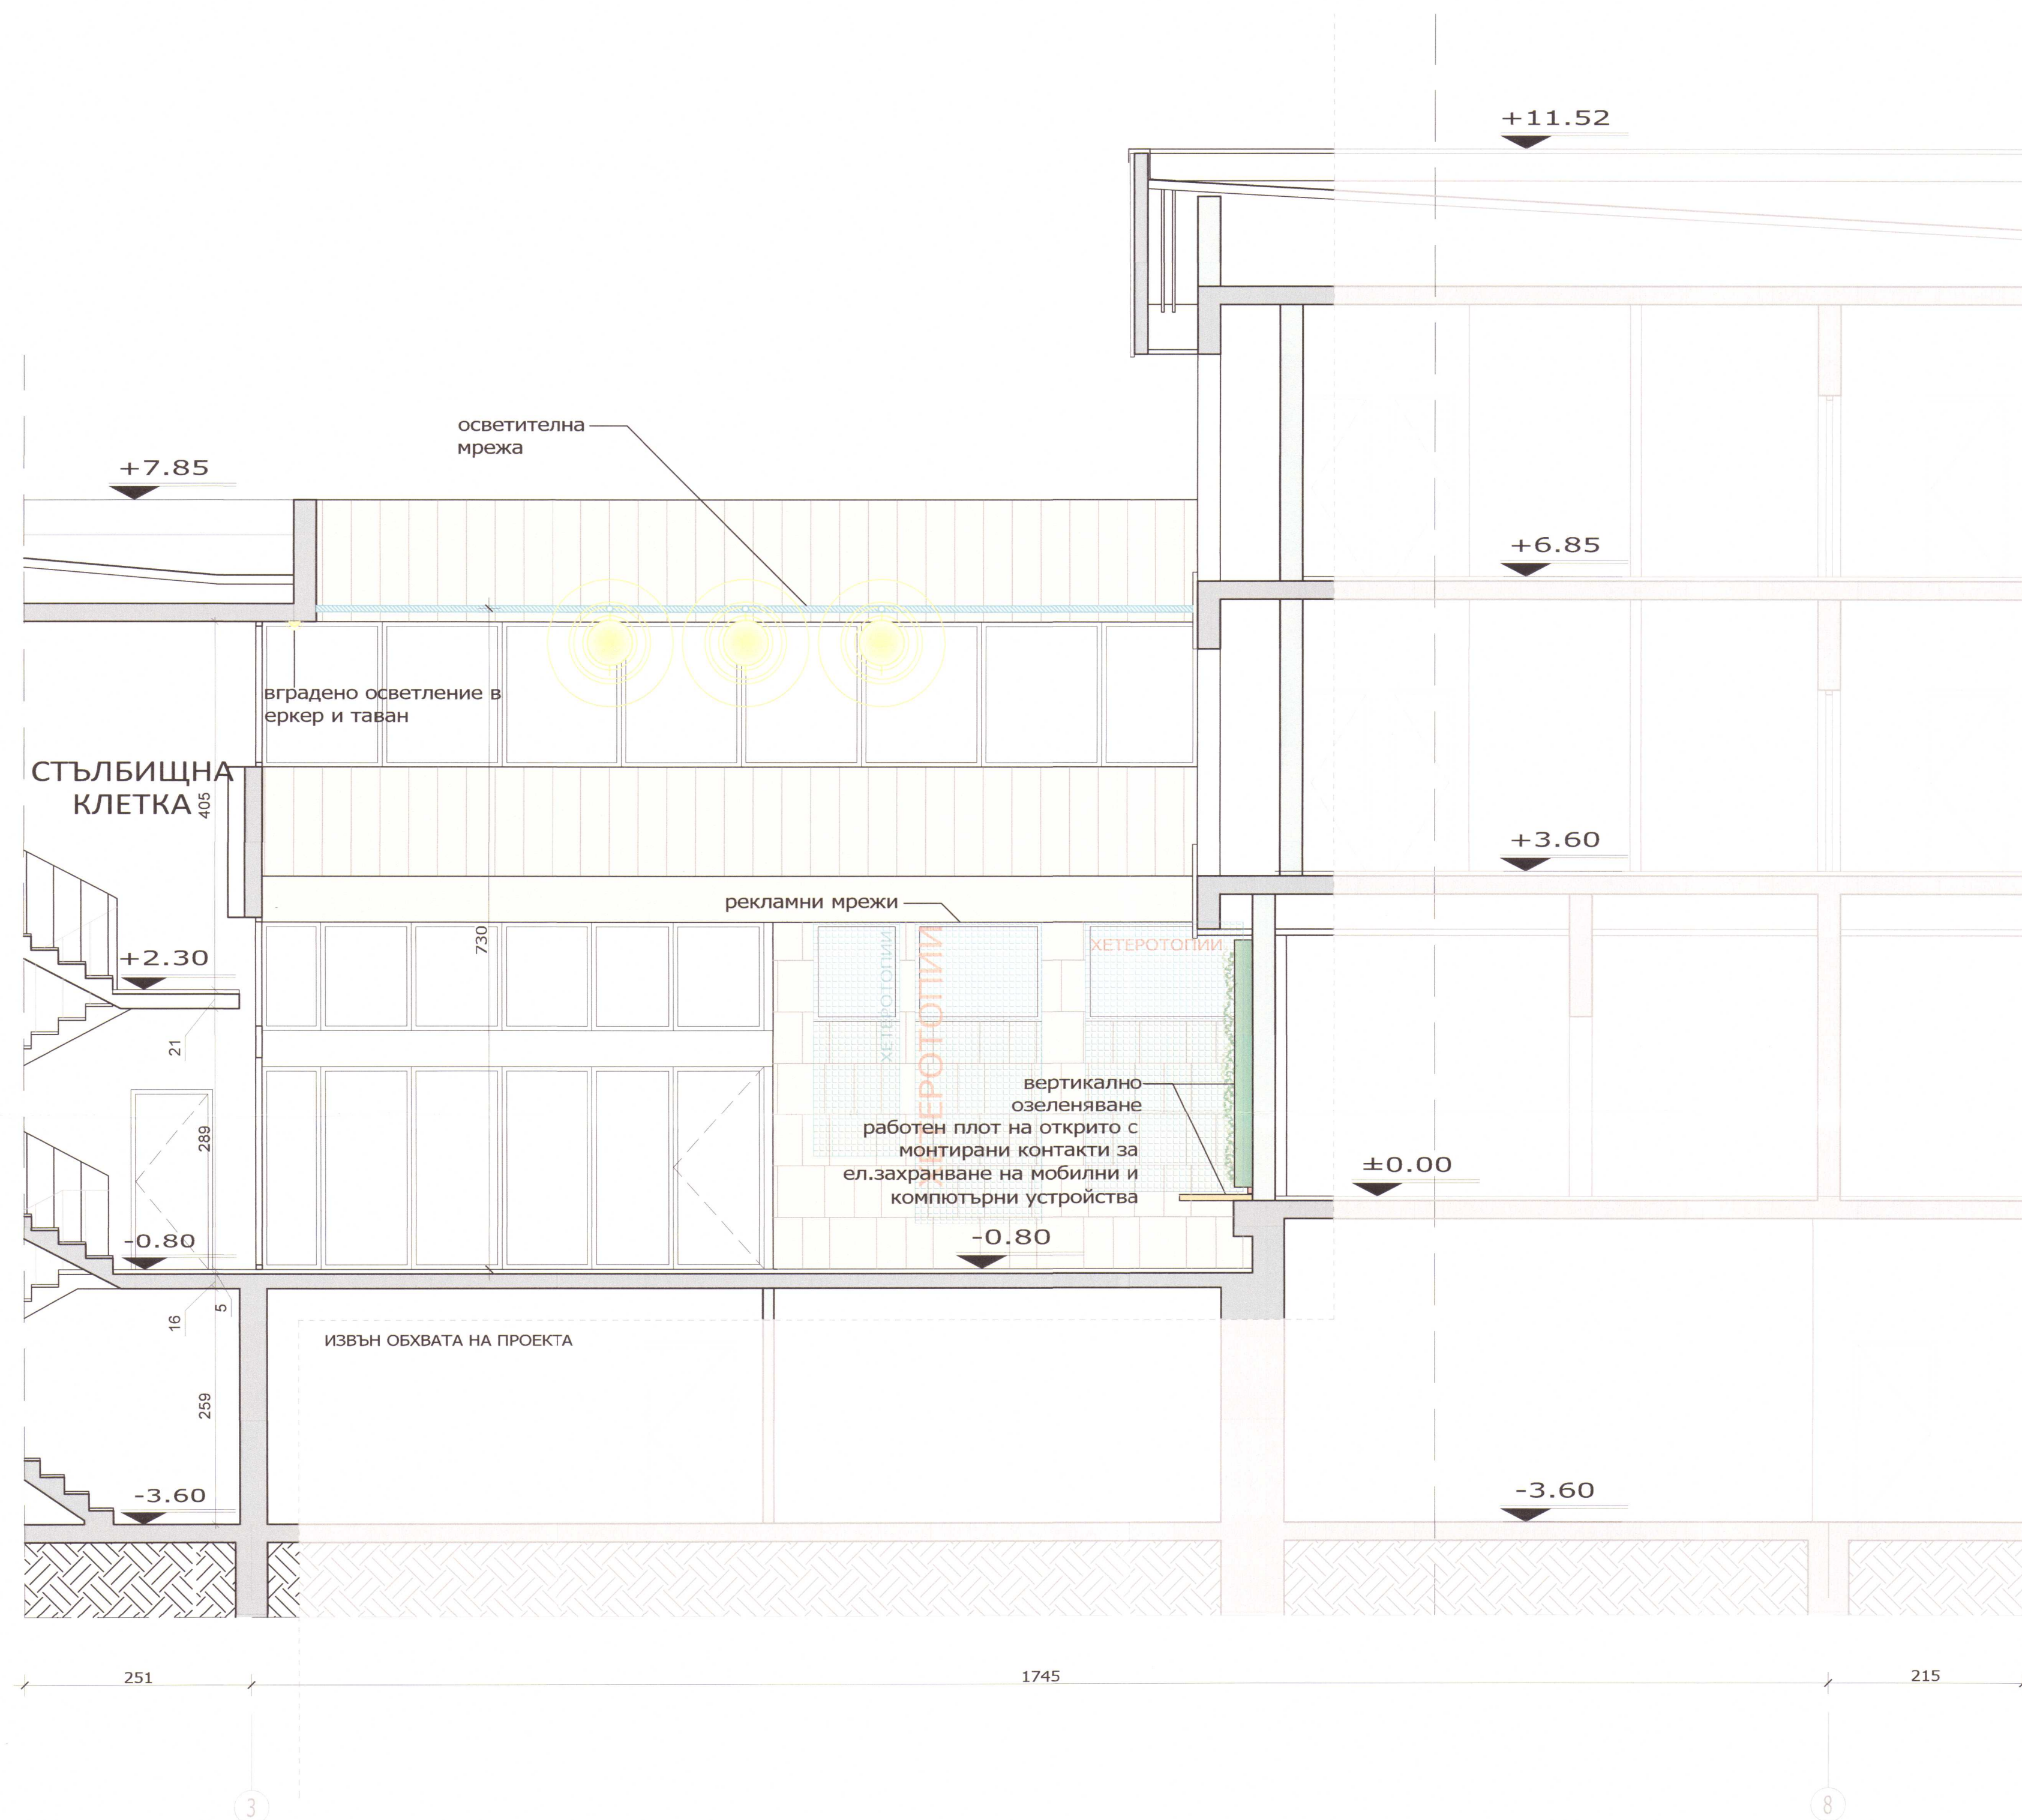 +11.52
осветителна
мрежа
+7.85
+6.85
вградено осветление в
еркер и таван
СТЪЛБИЩНА
КЛЕТКА
405
+3.60
рекламни мрежи
730
ХЕТЕРОТОПИИ
ХЕТЕРОТОПИИ
ХЕТЕРОТОПИИ
+2.30
21
вертикално
озеленяване
работен плот на открито с
монтирани контакти за
ел.захранване на мобилни и
компютърни устройства
289
±0.00
-0.80
-0.80
16
5
ИЗВЪН ОБХВАТА НА ПРОЕКТА
259
-3.60
-3.60
251
1745
215
3
8